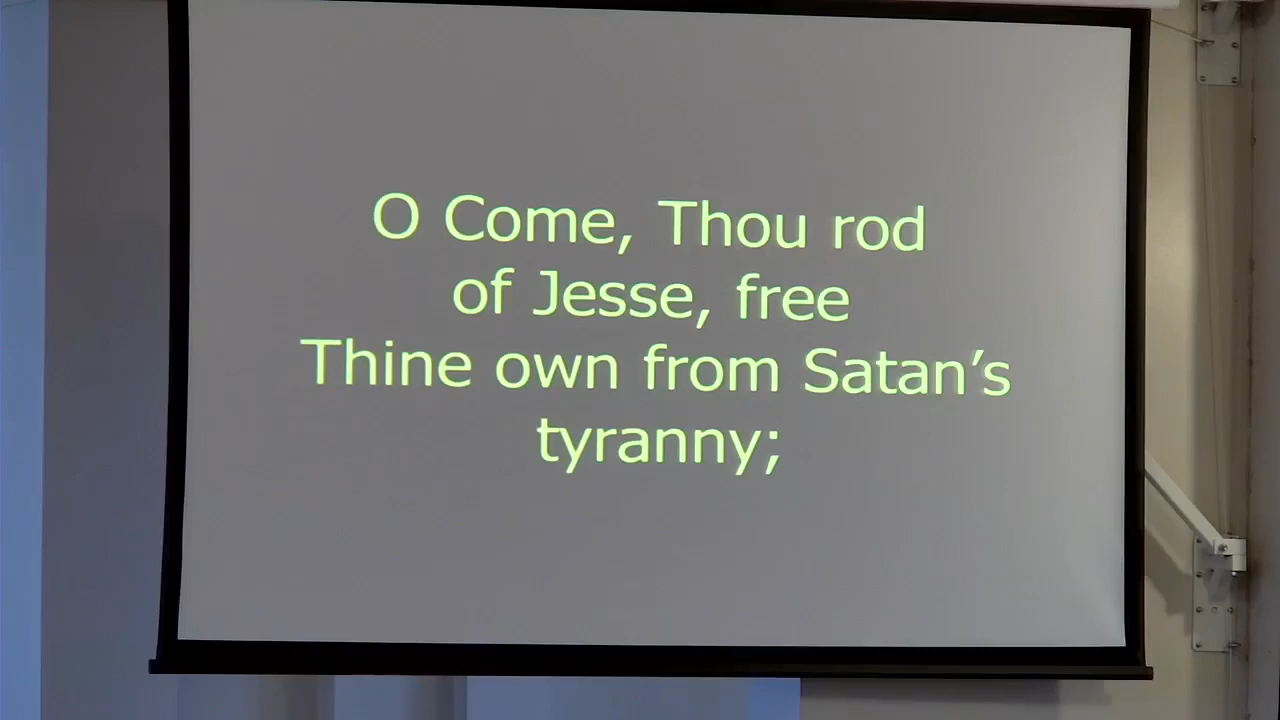 O Come, Thou rod
of Jesse, free
Thine own from Satan’s
tyranny;